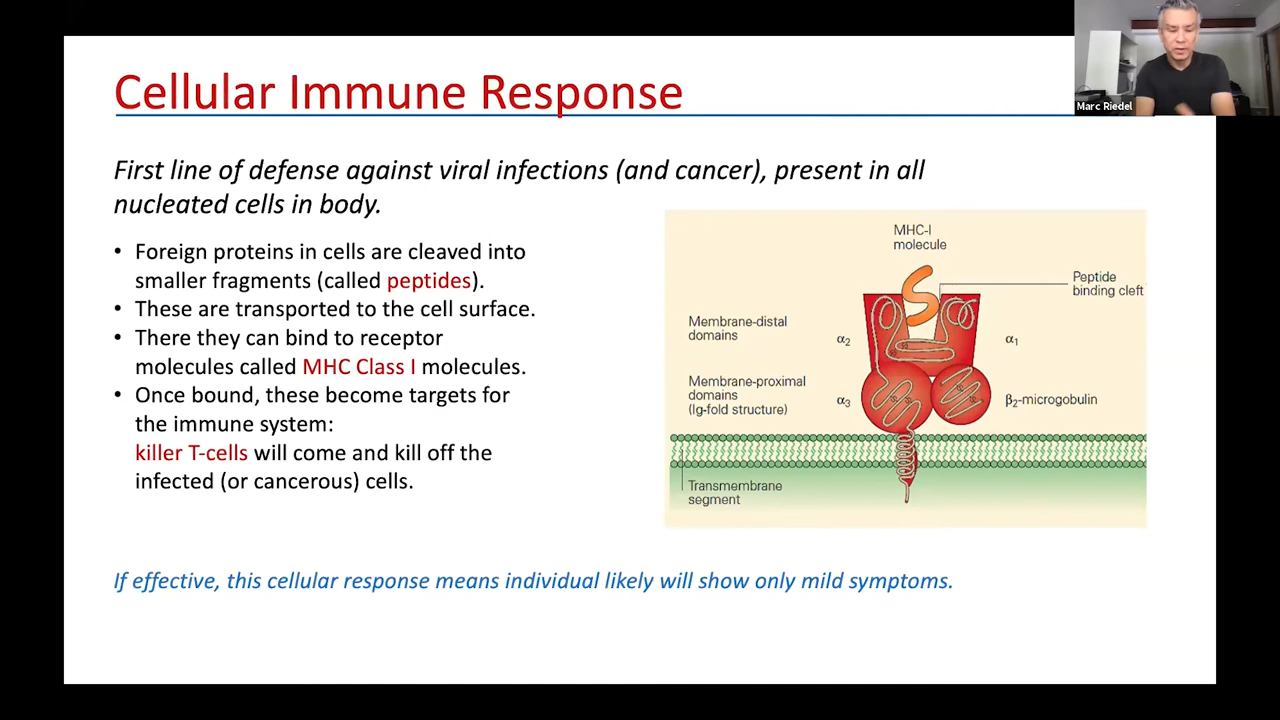 Cellular Immune Response
Marc Riedel
First line of defense against viral infections (and cancer), present in all
nucleated cells in body.
• Foreign proteins in cells are cleaved into
smaller fragments (called peptides).
• These are transported to the cell surface.
• There they can bind to receptor
molecules called MHC Class I molecules.
• Once bound, these become targets for
the immune system:
killer T-cells will come and kill off the
infected (or cancerous) cells.
MHC-I
molecule
Peptide
binding cleft
Membrane-distal
domains
α2
α1
Membrane-proximal
domains
(Ig-fold structure)
α3
β2-microgobulin
Transmembrane
segment
If effective, this cellular response means individual likely will show only mild symptoms.